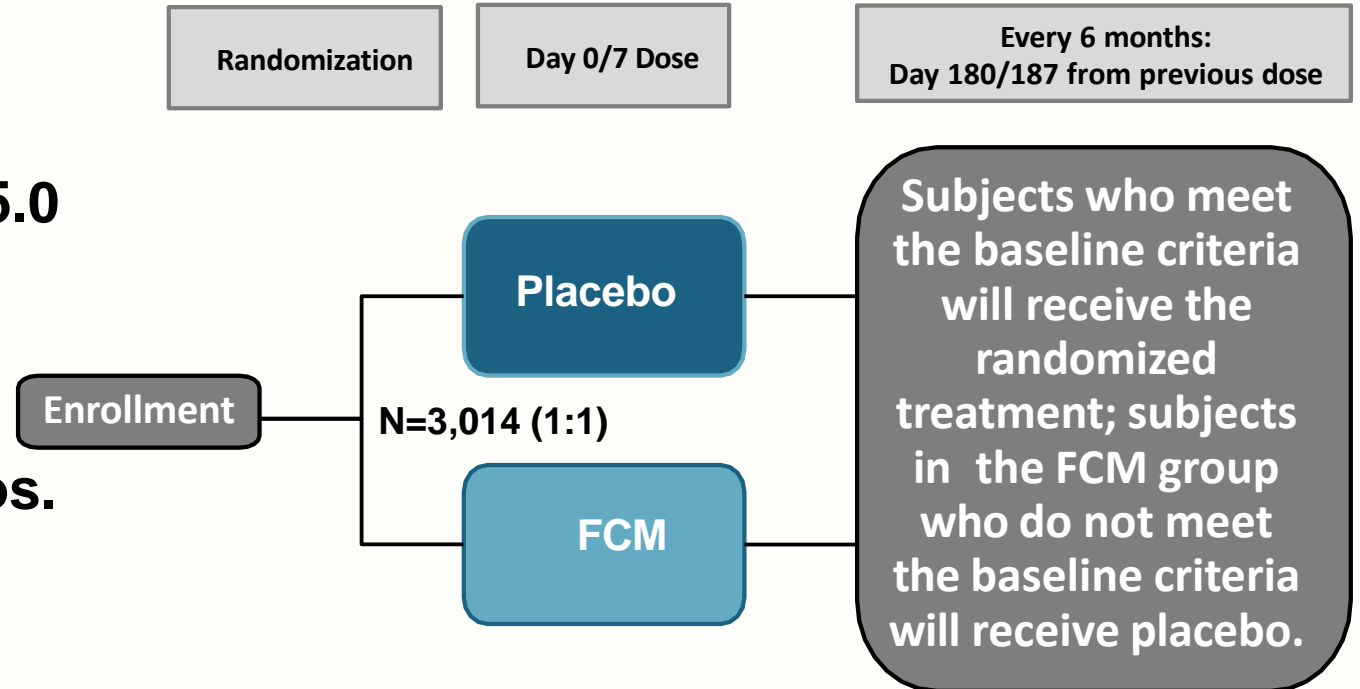 Randomization
Day 0/7 Dose
Every 6 months:
Day 180/187 from previous dose
5.0
Enrollment
os.
N=3,014 (1:1)
Placebo
FCM
Subjects who meet
the baseline criteria
will receive the
randomized
treatment; subjects
in the FCM group
who do not meet
the baseline criteria
will receive placebo.